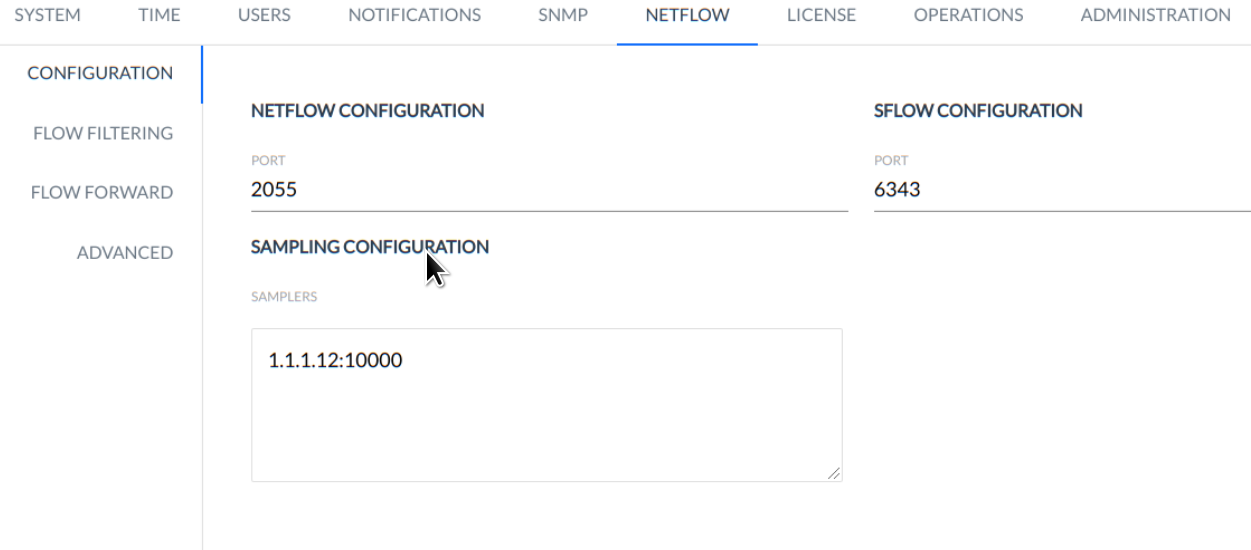 SYSTEM TIME USERS NOTIFICATIONS SNMP NETFLOW LICENSE OPERATIONS ADMINISTRATION
CONFIGURATION
FLOW FILTERING
FLOW FORWARD
ADVANCED
NETFLOW CONFIGURATION
PORT
2055
SAMPLING CONFIGURATION
SAMPLERS
1.1.1.12:10000
SFLOW CONFIGURATION
PORT
6343